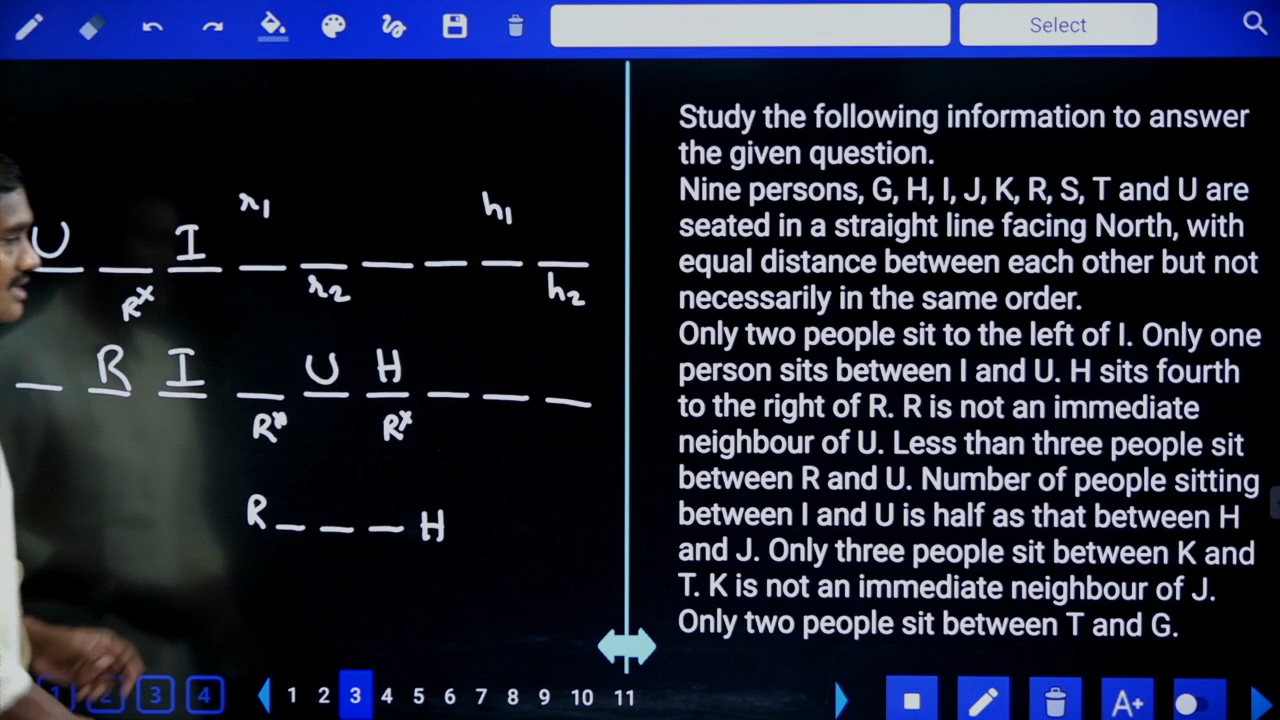 Select
Study the following information to answer
the given question.
Nine persons, G, H, I, J, K, R, S, T and U are
seated in a straight line facing North, with
equal distance between each other but not
necessarily in the same order.
Only two people sit to the left of I. Only one
person sits between I and U. H sits fourth
to the right of R. R is not an immediate
neighbour of U. Less than three people sit
between R and U. Number of people sitting
between I and U is half as that between H
and J. Only three people sit between K and
T. K is not an immediate neighbour of J.
Only two people sit between T and G.
r1 h1
U I
Rx r2 h2
R I U H
Rx Rx
R _ _ _ H
1 2 3 4
1 2 3 4 5 6 7 8 9 10 11
A+